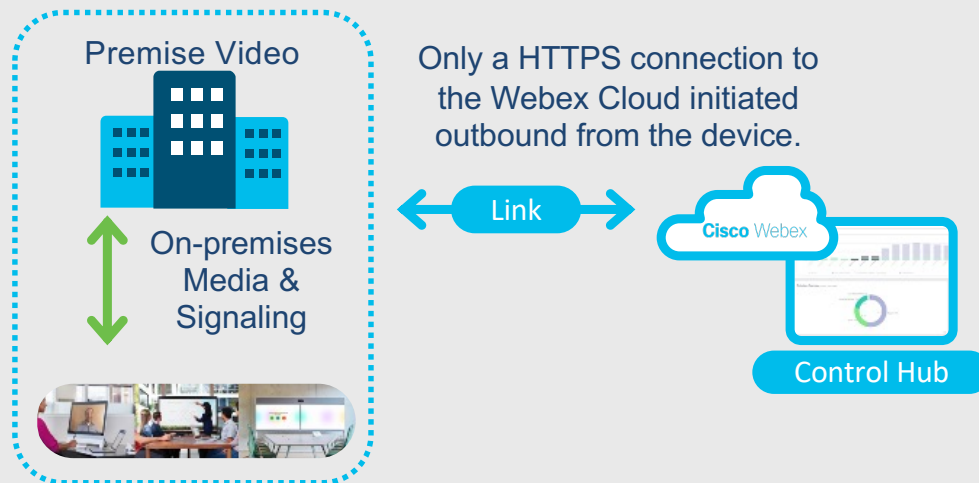 Premise Video
Only a HTTPS connection to
the Webex Cloud initiated
outbound from the device.
Link
Cisco Webex
On-premises
Media &
Signaling
Control Hub